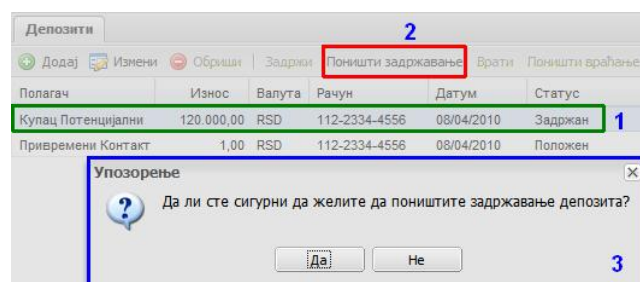 Депозити
2
Додај Измени Обриши Задржи Поништи задржавање Врати Поништи враћање
Полагач Износ Валута Рачун Датум Статус
Купац Потенцијални 120.000,00 RSD 112-2334-4556 08/04/2010 Задржан 1
Привремени Контакт 1,00 RSD 112-2334-4556 08/04/2010 Положен
Упозорење
Да ли сте сигурни да желите да поништите задржавање депозита?
Да Не
3